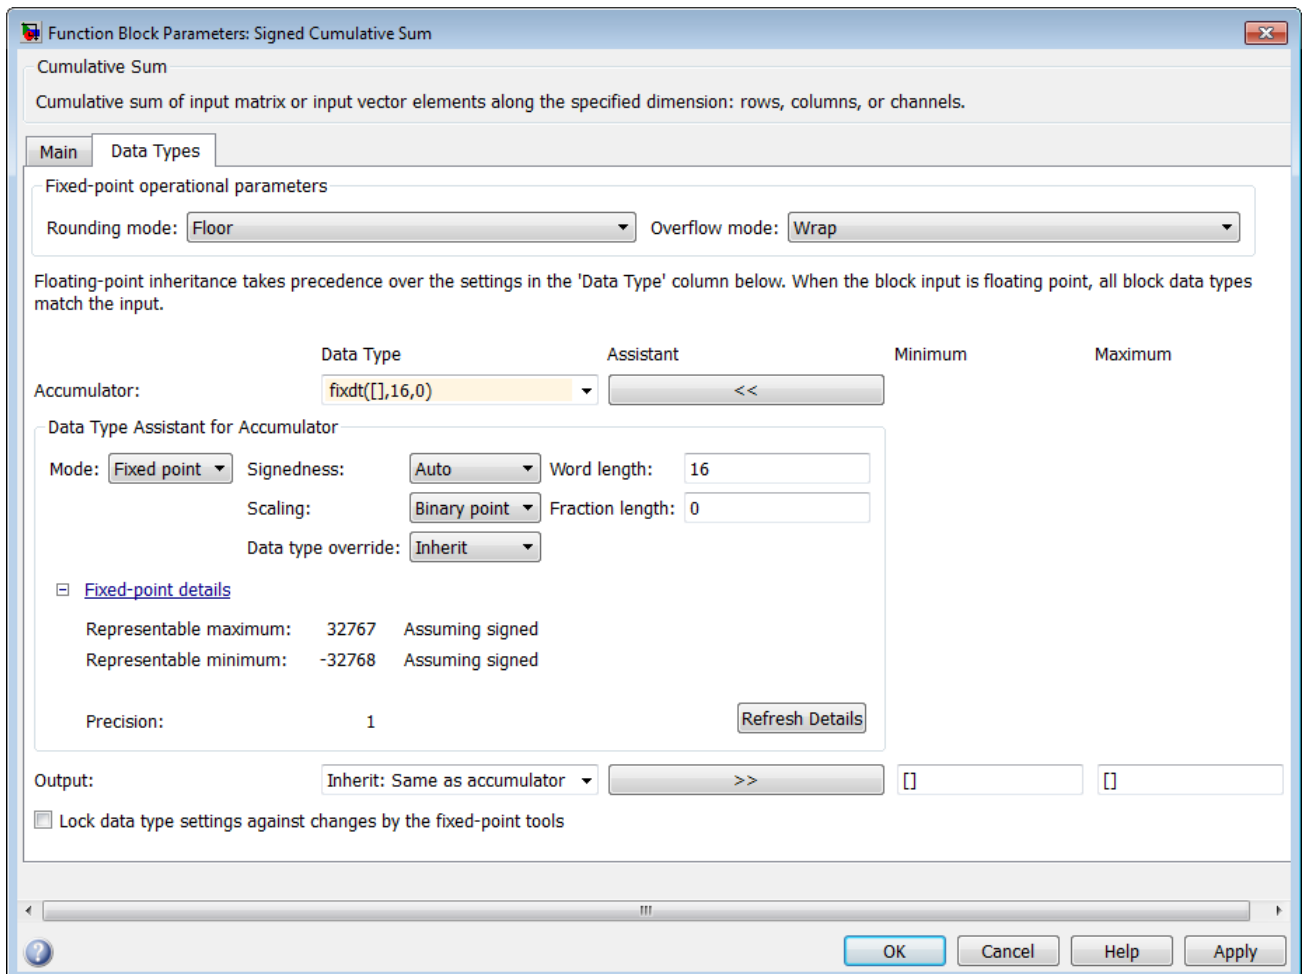 Function Block Parameters: Signed Cumulative Sum
Cumulative Sum
Cumulative sum of input matrix or input vector elements along the specified dimension: rows, columns, or channels.
Main Data Types
Fixed-point operational parameters
Rounding mode: Floor Overflow mode: Wrap
Floating-point inheritance takes precedence over the settings in the 'Data Type' column below. When the block input is floating point, all block data types
match the input.
Data Type Assistant Minimum Maximum
Accumulator: fixdt([],16,0) <<
Data Type Assistant for Accumulator
Mode: Fixed point Signedness: Auto Word length: 16
Scaling: Binary point Fraction length: 0
Data type override: Inherit
Fixed-point details
Representable maximum: 32767 Assuming signed
Representable minimum: -32768 Assuming signed
Precision: 1 Refresh Details
Output: Inherit: Same as accumulator >> [] []
Lock data type settings against changes by the fixed-point tools
? OK Cancel Help Apply